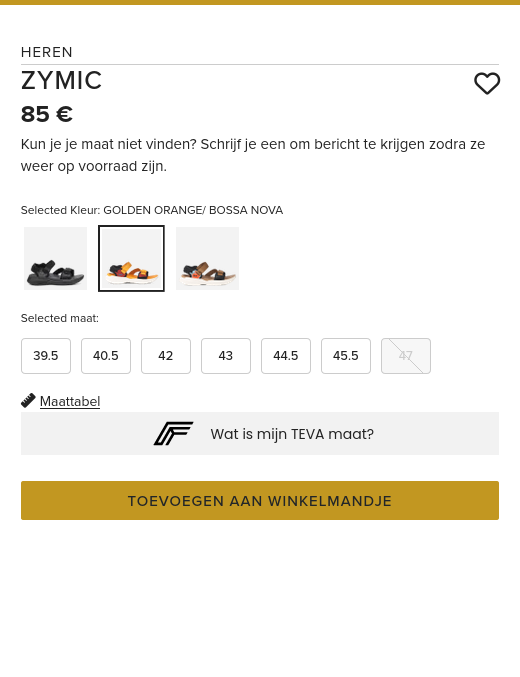 HEREN
ZYMIC
85 €
Kun je je maat niet vinden? Schrijf je een om bericht te krijgen zodra ze
weer op voorraad zijn.
Selected Kleur: GOLDEN ORANGE/ BOSSA NOVA
Selected maat:
39.5 40.5 42 43 44.5 45.5 47
Maattabel
Wat is mijn TEVA maat?
TOEVOEGEN AAN WINKELMANDJE